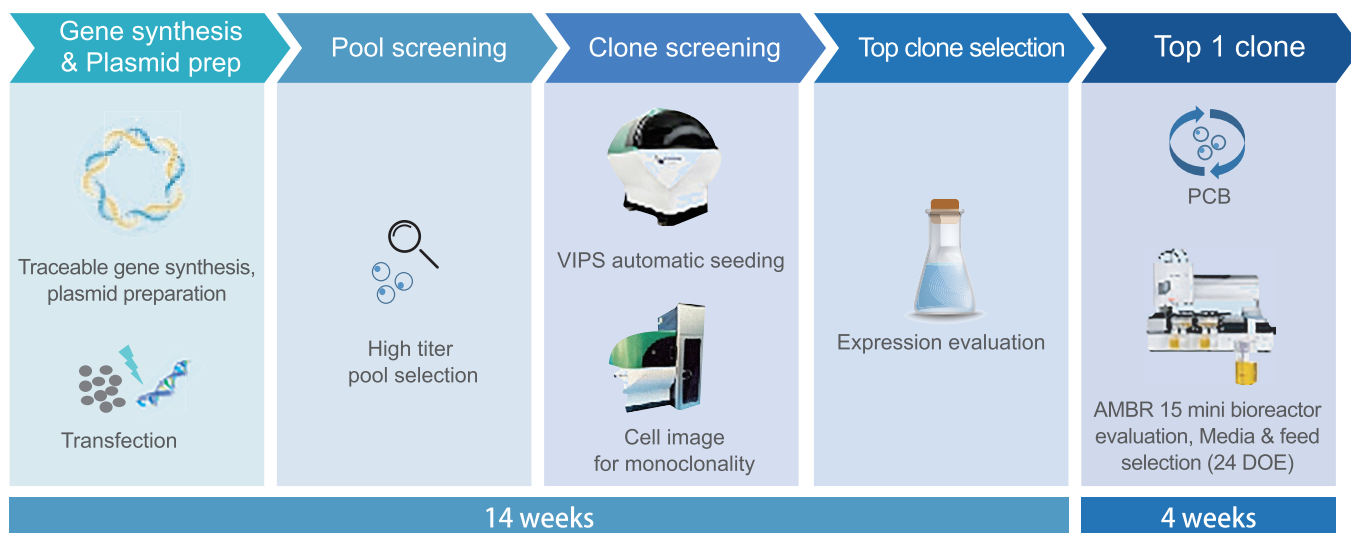 Gene synthesis
& Plasmid prep
Pool screening
Clone screening
Top clone selection
Top 1 clone
Traceable gene synthesis,
plasmid preparation
Transfection
High titer
pool selection
VIPS automatic seeding
Cell image
for monoclonality
Expression evaluation
PCB
AMBR 15 mini bioreactor
evaluation, Media & feed
selection (24 DOE)
14 weeks
4 weeks